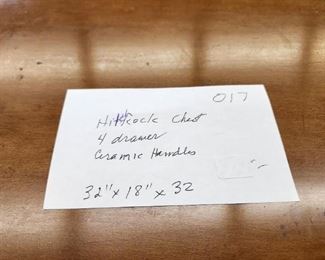 017
Hitchcock Chest
4 drawer
Ceramic Handles
32" x 18" x 32